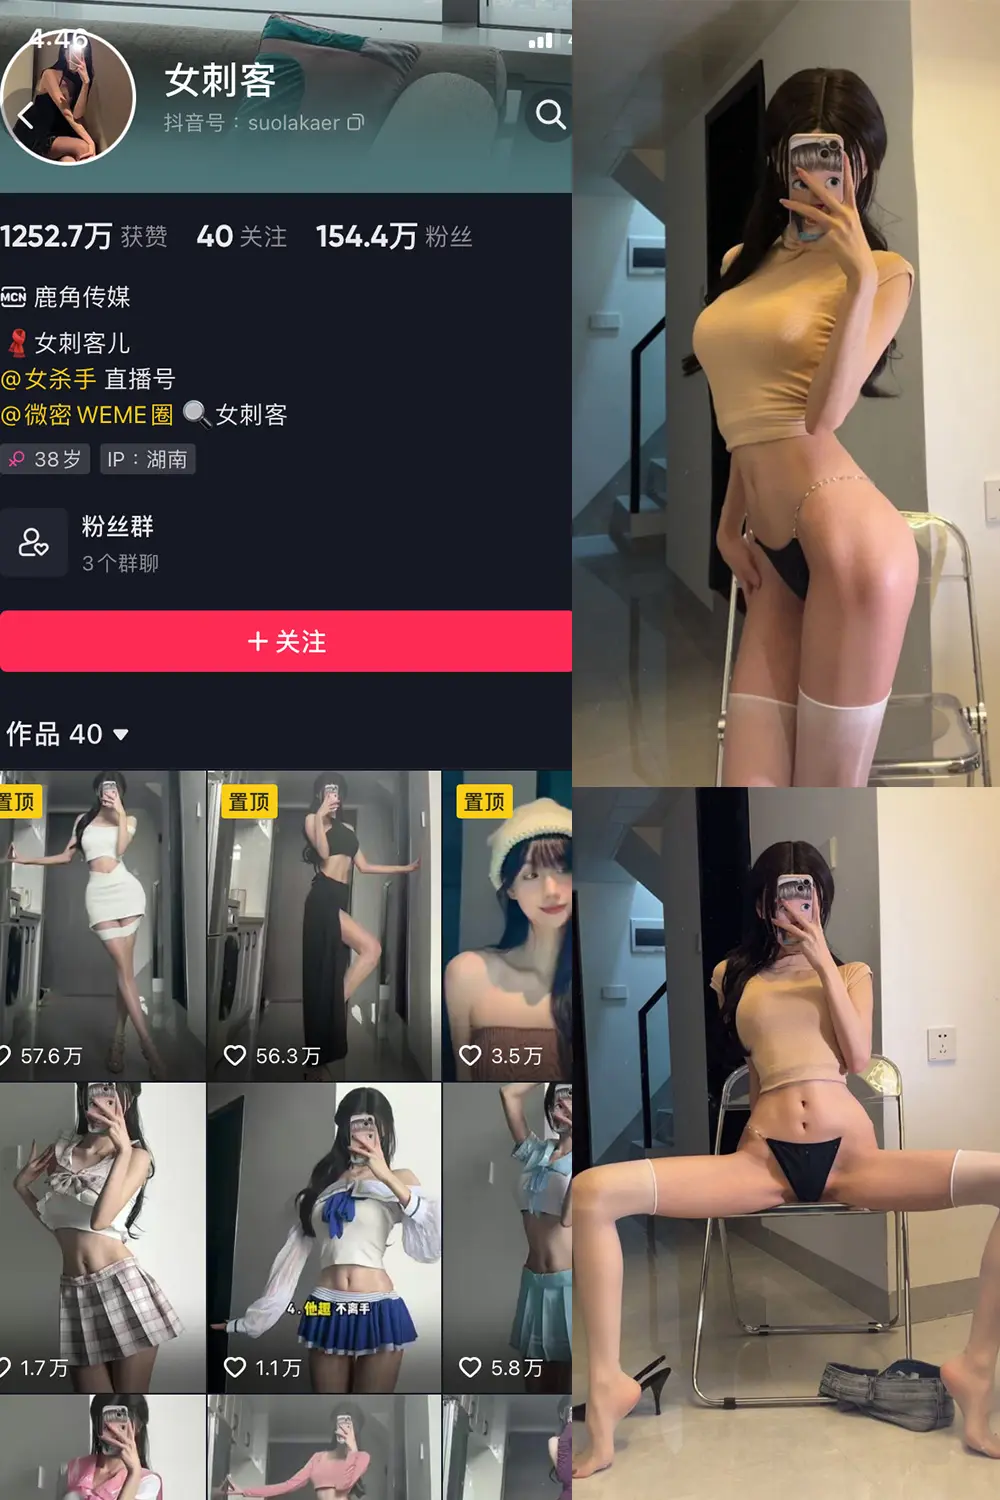 4:46
女刺客
抖音号：suolakaer
1252.7万 获赞 40 关注 154.4万 粉丝
MCN 鹿角传媒
女刺客儿
@女杀手 直播号
@微密WEME圈 女刺客
38岁 IP：湖南
粉丝群
3个群聊
+ 关注
作品 40
置顶 置顶 置顶
57.6万 56.3万 3.5万
4.他趣 不离手
1.7万 1.1万 5.8万